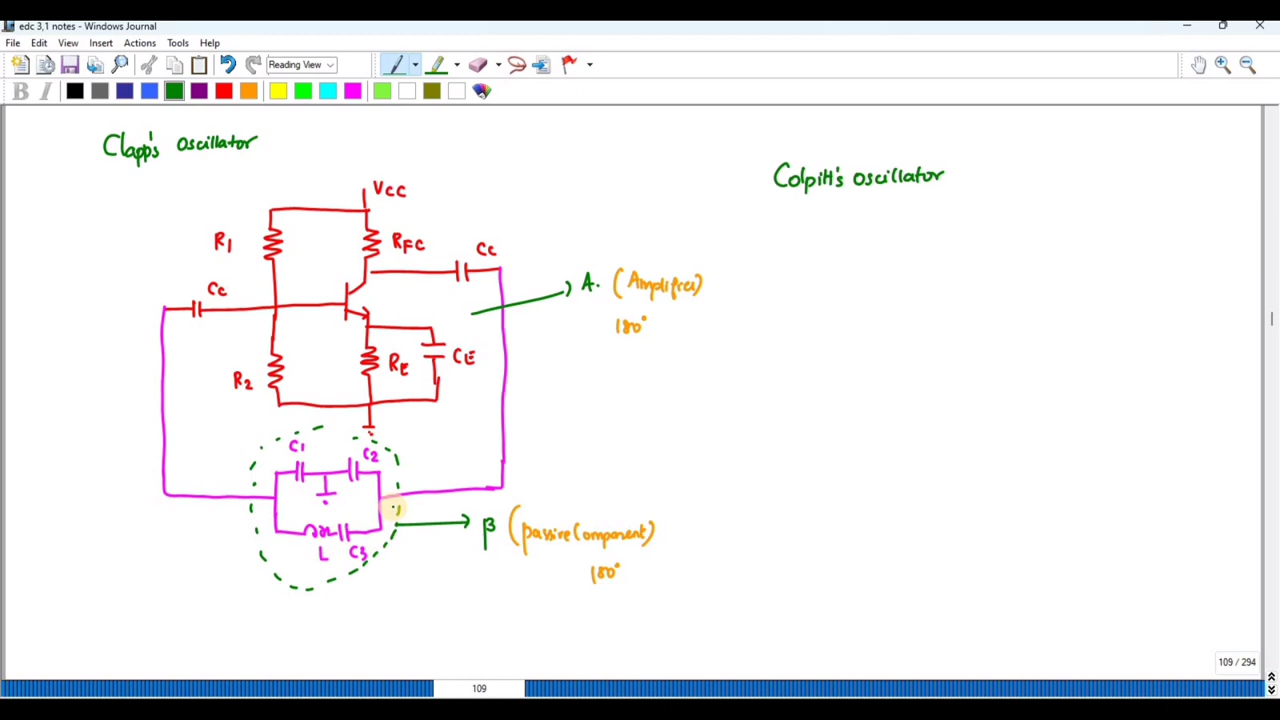 edc 3,1 notes - Windows Journal
File Edit View Insert Actions Tools Help
Reading View
B I
Clapp's oscillator
Colpitt's oscillator
VCC
R1
RFC
CC
CC
A. (Amplifier)
180°
R2
RE
CE
C1
C2
L
C3
β (passive Component)
180°
109 / 294
109